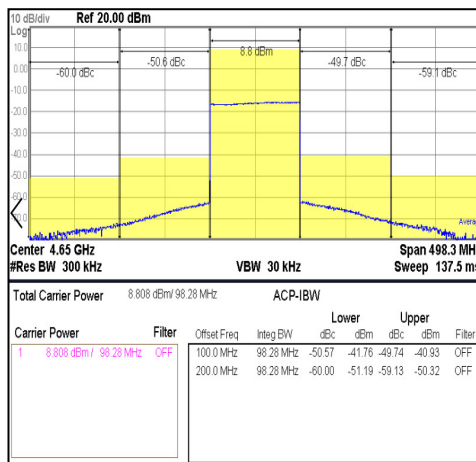 10 dB/div Ref 20.00 dBm
Log
10.0
0.00
-10.0
-20.0
-30.0
-40.0
-50.0
-60.0
-60.0 dBc -50.6 dBc 8.8 dBm -49.7 dBc -59.1 dBc
Center 4.65 GHz Span 498.3 MH
#Res BW 300 kHz VBW 30 kHz Sweep 137.5 ms
Total Carrier Power 8.808 dBm/ 98.28 MHz ACP-IBW
Lower Upper
Carrier Power Filter Offset Freq Integ BW dBc dBm dBc dBm Filter
1 8.808 dBm / 98.28 MHz OFF 100.0 MHz 98.28 MHz -50.57 -41.76 -49.74 -40.93 OFF
200.0 MHz 98.28 MHz -60.00 -51.19 -59.13 -50.32 OFF